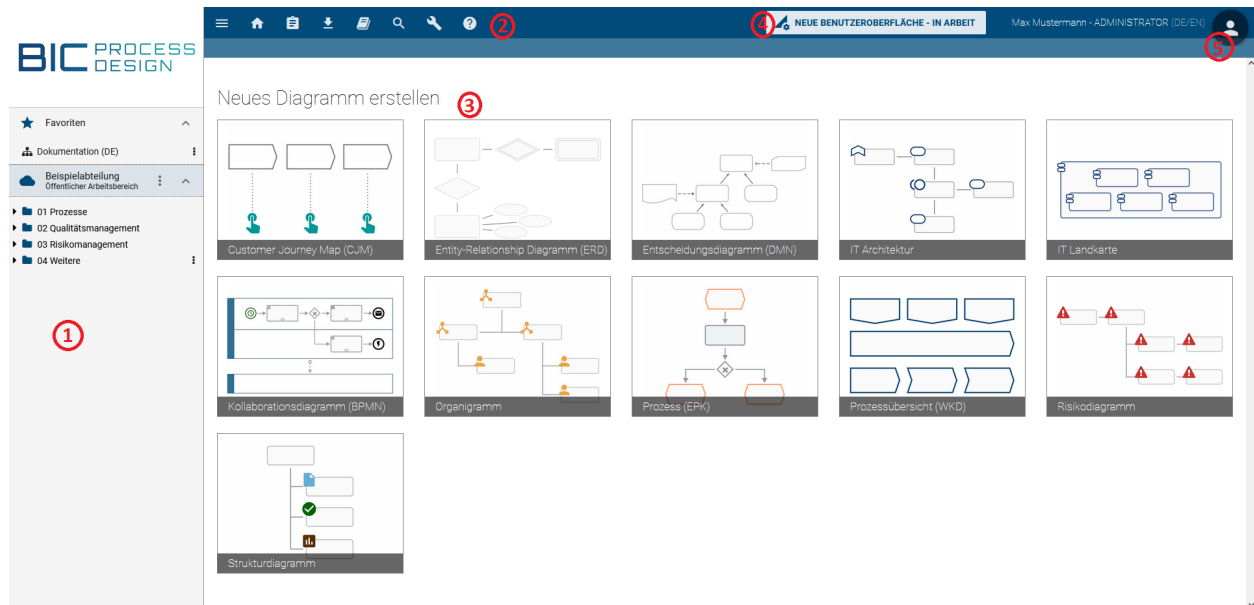 BIC PROCESS
DESIGN
2
4 NEUE BENUTZEROBERFLÄCHE - IN ARBEIT
Max Mustermann - ADMINISTRATOR (DE/EN)
5
Favoriten
Dokumentation (DE)
Beispielabteilung
Öffentlicher Arbeitsbereich
01 Prozesse
02 Qualitätsmanagement
03 Risikomanagement
04 Weitere
1
Neues Diagramm erstellen
3
Customer Journey Map (CJM)
Entity-Relationship Diagramm (ERD)
Entscheidungsdiagramm (DMN)
IT Architektur
IT Landkarte
Kollaborationsdiagramm (BPMN)
Organigramm
Prozess (EPK)
Prozessübersicht (WKD)
Risikodiagramm
Strukturdiagramm